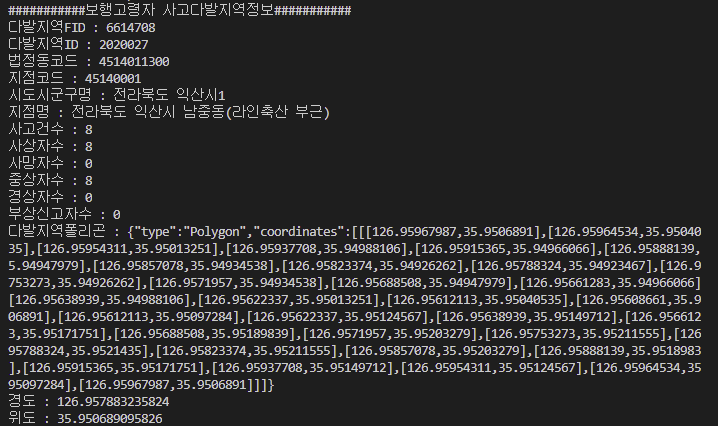 ###########보행고령자 사고다발지역정보###########
다발지역FID : 6614708
다발지역ID : 2020027
법정동코드 : 4514011300
지점코드 : 45140001
시도시군구명 : 전라북도 익산시1
지점명 : 전라북도 익산시 남중동(라인축산 부근)
사고건수 : 8
사상자수 : 8
사망자수 : 0
중상자수 : 8
경상자수 : 0
부상신고자수 : 0
다발지역폴리곤 : {"type":"Polygon","coordinates":[[[126.95967987,35.9506891],[126.95964534,35.95040
35],[126.95954311,35.95013251],[126.95937708,35.94988106],[126.95915365,35.94966066],[126.95888139,
5.94947979],[126.95857078,35.94934538],[126.95823374,35.94926262],[126.95788324,35.94923467],[126.9
753273,35.94926262],[126.9571957,35.94934538],[126.95688508,35.94947979],[126.95661283,35.94966066]
[126.95638939,35.94988106],[126.95622337,35.95013251],[126.95612113,35.95040535],[126.95608661,35.9
06891],[126.95612113,35.95097284],[126.95622337,35.95124567],[126.95638939,35.95149712],[126.956612
3,35.95171751],[126.95688508,35.95189839],[126.9571957,35.95203279],[126.95753273,35.95211555],[126
95788324,35.9521435],[126.95823374,35.95211555],[126.95857078,35.95203279],[126.95888139,35.9518983
],[126.95915365,35.95171751],[126.95937708,35.95149712],[126.95954311,35.95124567],[126.95964534,35
95097284],[126.95967987,35.9506891]]]}
경도 : 126.957883235824
위도 : 35.950689095826